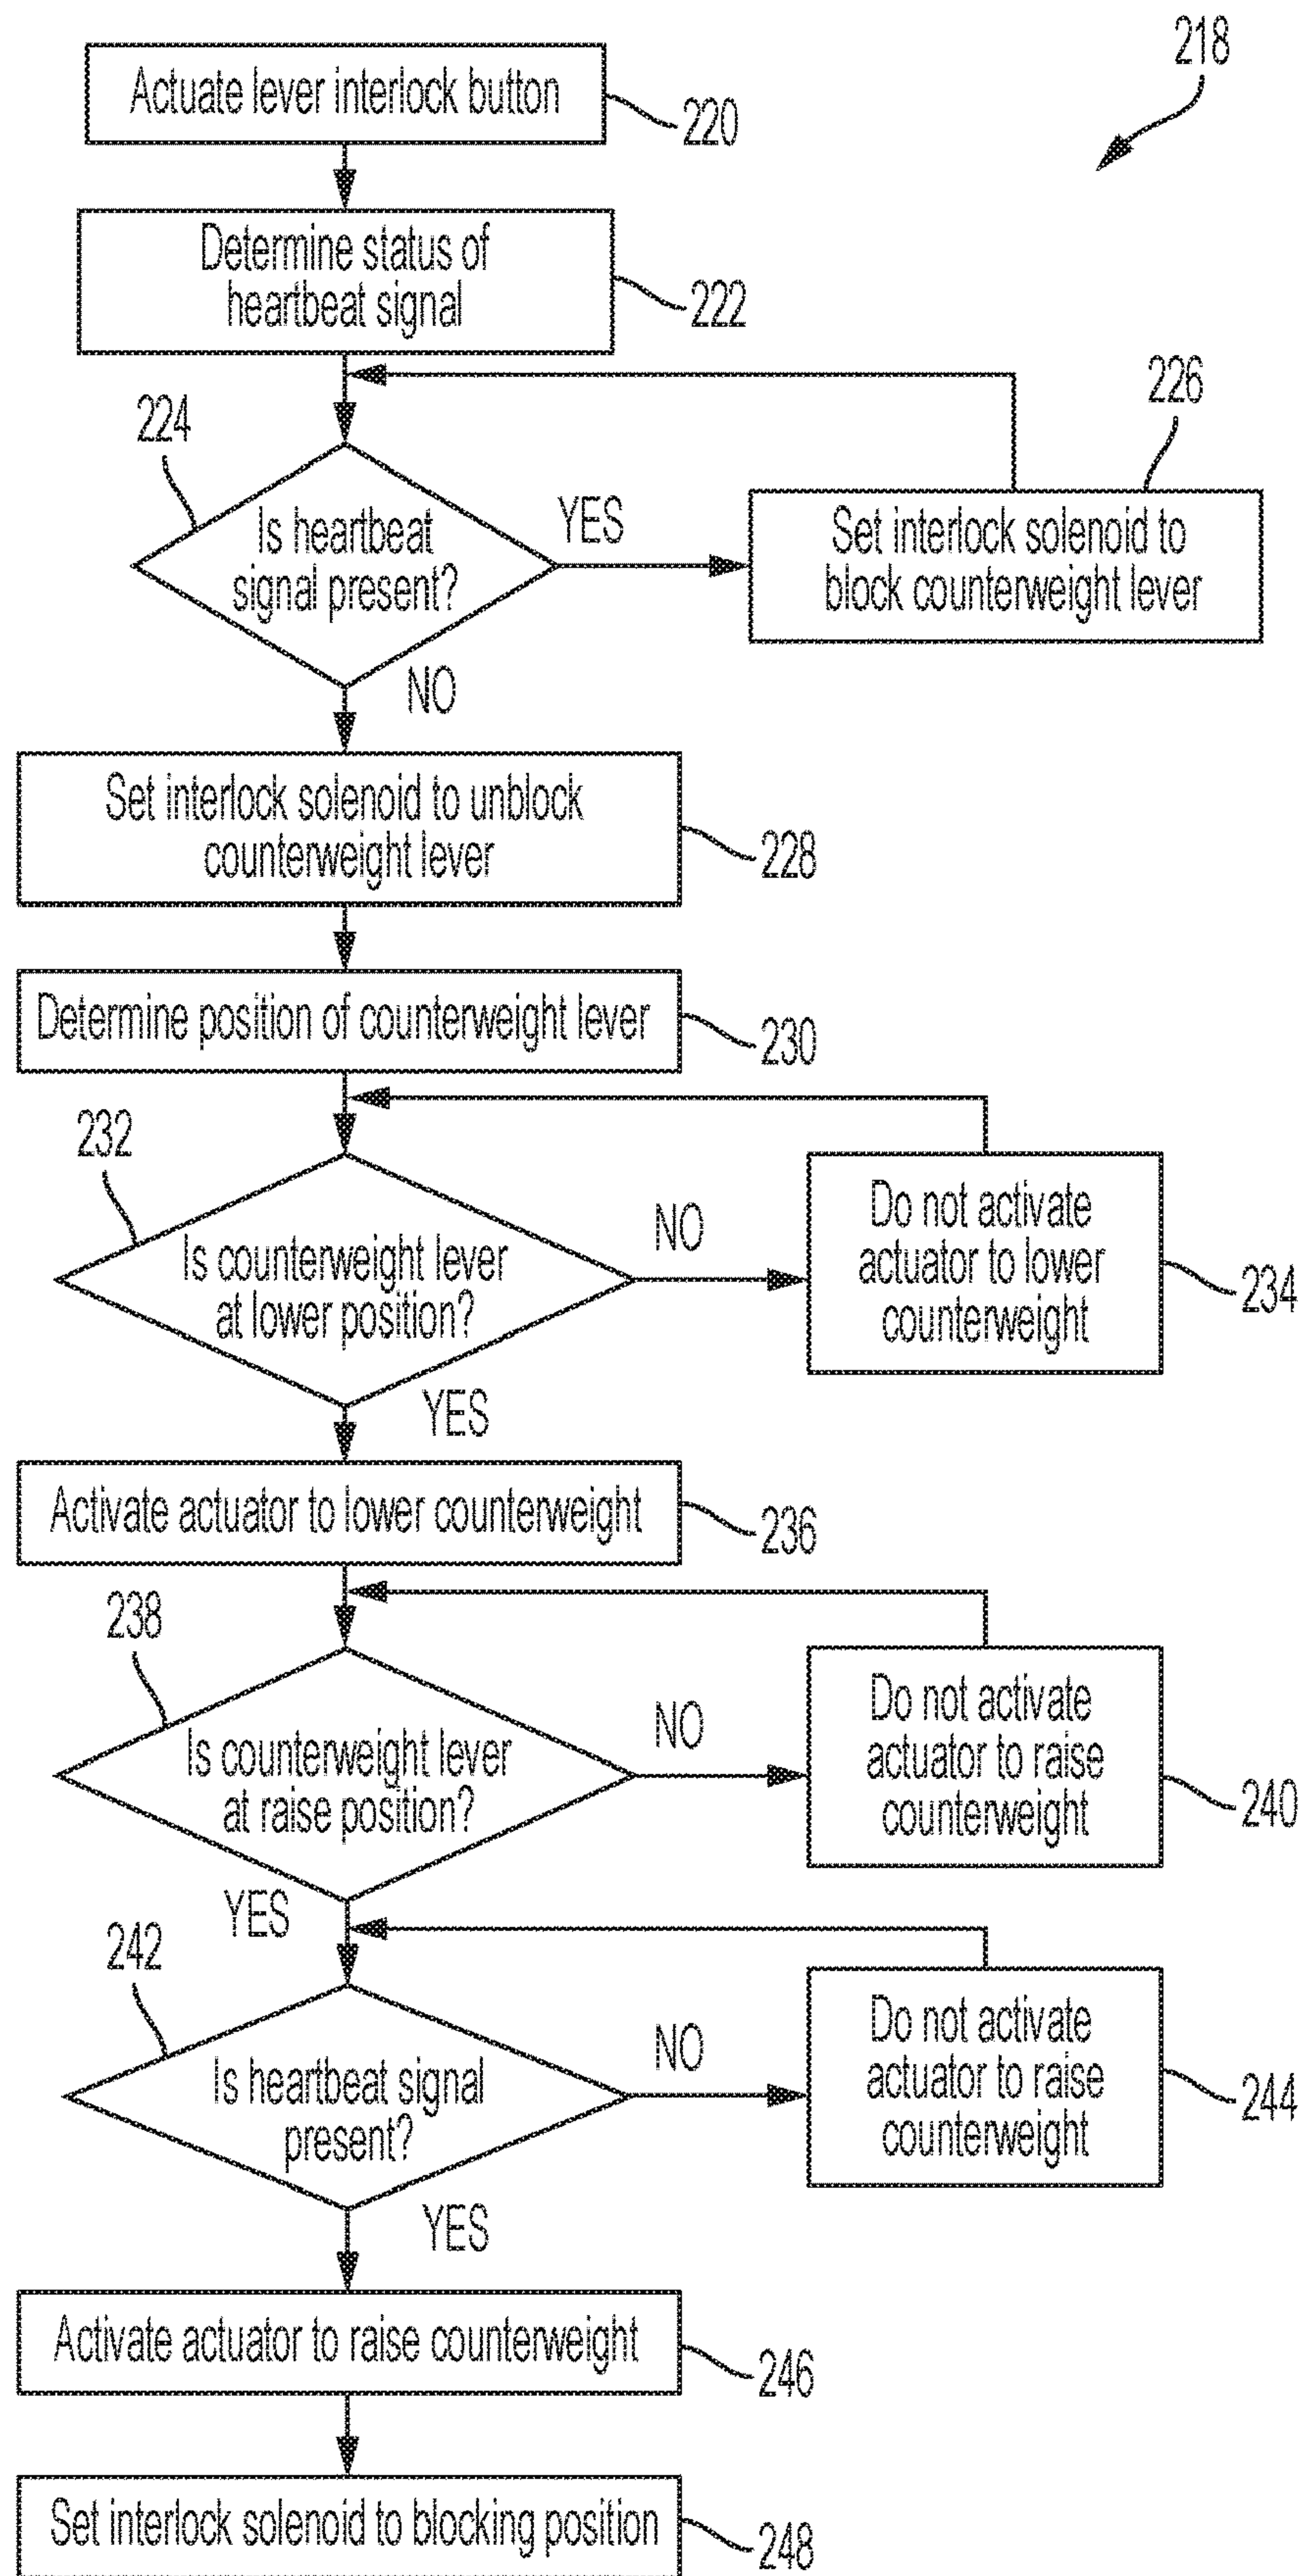 218
Actuate lever interlock button
220
Determine status of
heartbeat signal
222
224
226
Is heartbeat
signal present?
YES
Set interlock solenoid to
block counterweight lever
NO
Set interlock solenoid to unblock
counterweight lever
228
Determine position of counterweight lever
230
232
Is counterweight lever
at lower position?
NO
Do not activate
actuator to lower
counterweight
234
YES
Activate actuator to lower counterweight
236
238
Is counterweight lever
at raise position?
NO
Do not activate
actuator to raise
counterweight
240
YES
242
Is heartbeat signal
present?
NO
Do not activate
actuator to raise
counterweight
244
YES
Activate actuator to raise counterweight
246
Set interlock solenoid to blocking position
248